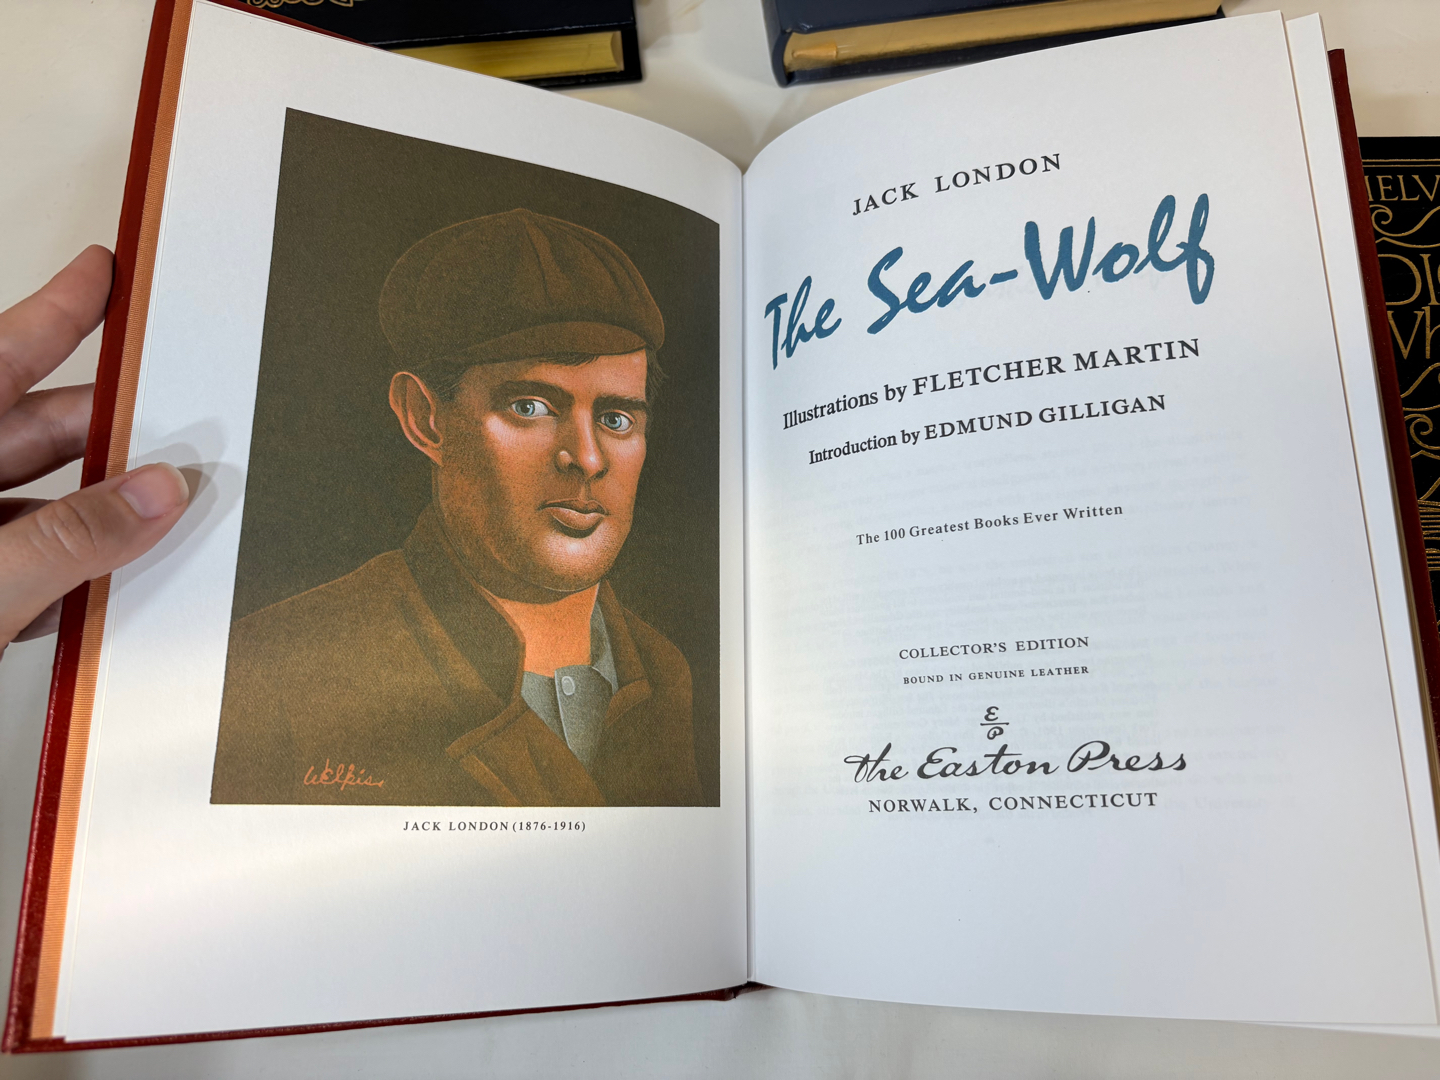 Welkis
JACK LONDON (1876-1916)
JACK LONDON
The Sea-Wolf
Illustrations by FLETCHER MARTIN
Introduction by EDMUND GILLIGAN
The 100 Greatest Books Ever Written
COLLECTOR'S EDITION
BOUND IN GENUINE LEATHER
E
P
The Easton Press
NORWALK, CONNECTICUT